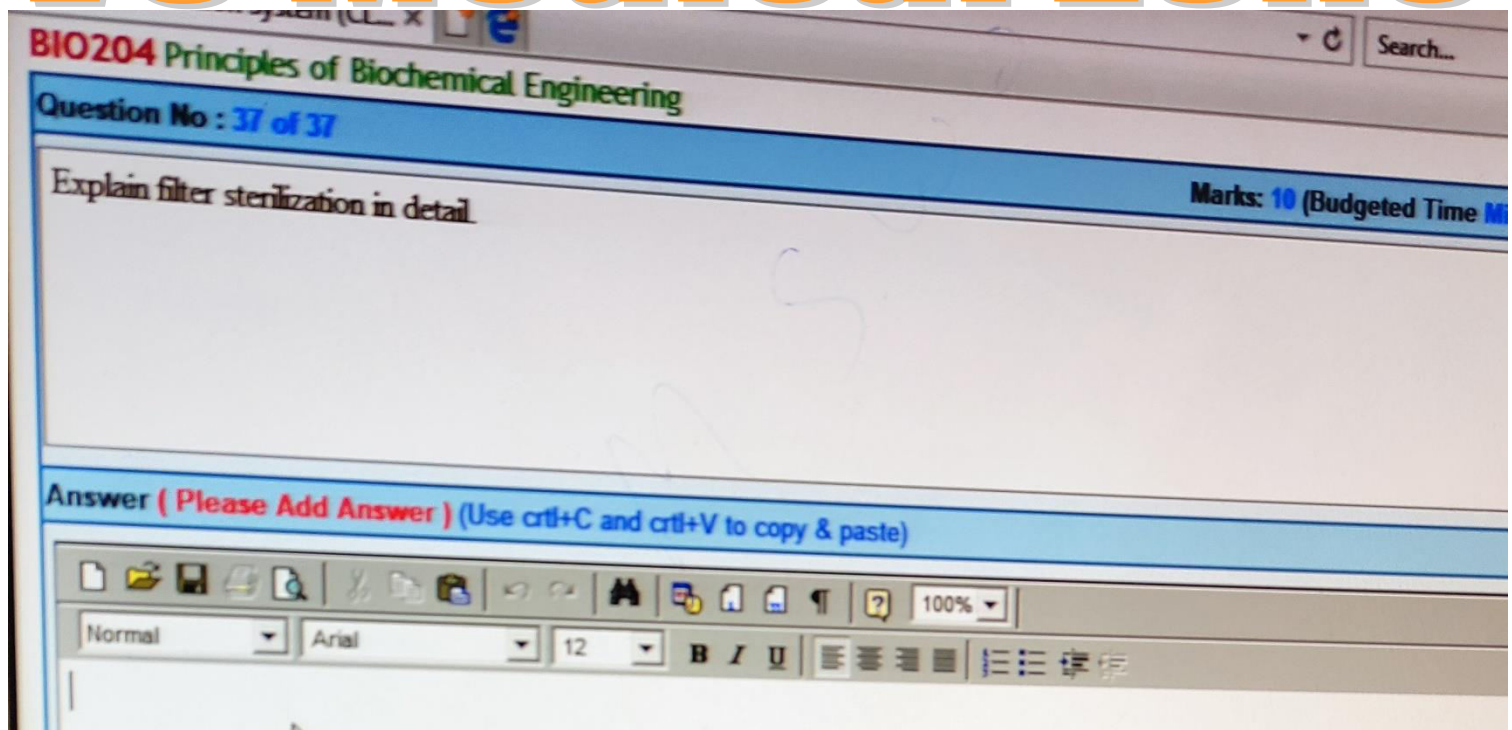 BIO204 Principles of Biochemical Engineering
Search...
Question No : 37 of 37
Marks: 10 (Budgeted Time
Explain filter sterilization in detail.
Answer ( Please Add Answer ) (Use crtl+C and crtl+V to copy & paste)
100%
Normal Arial 12 B I U